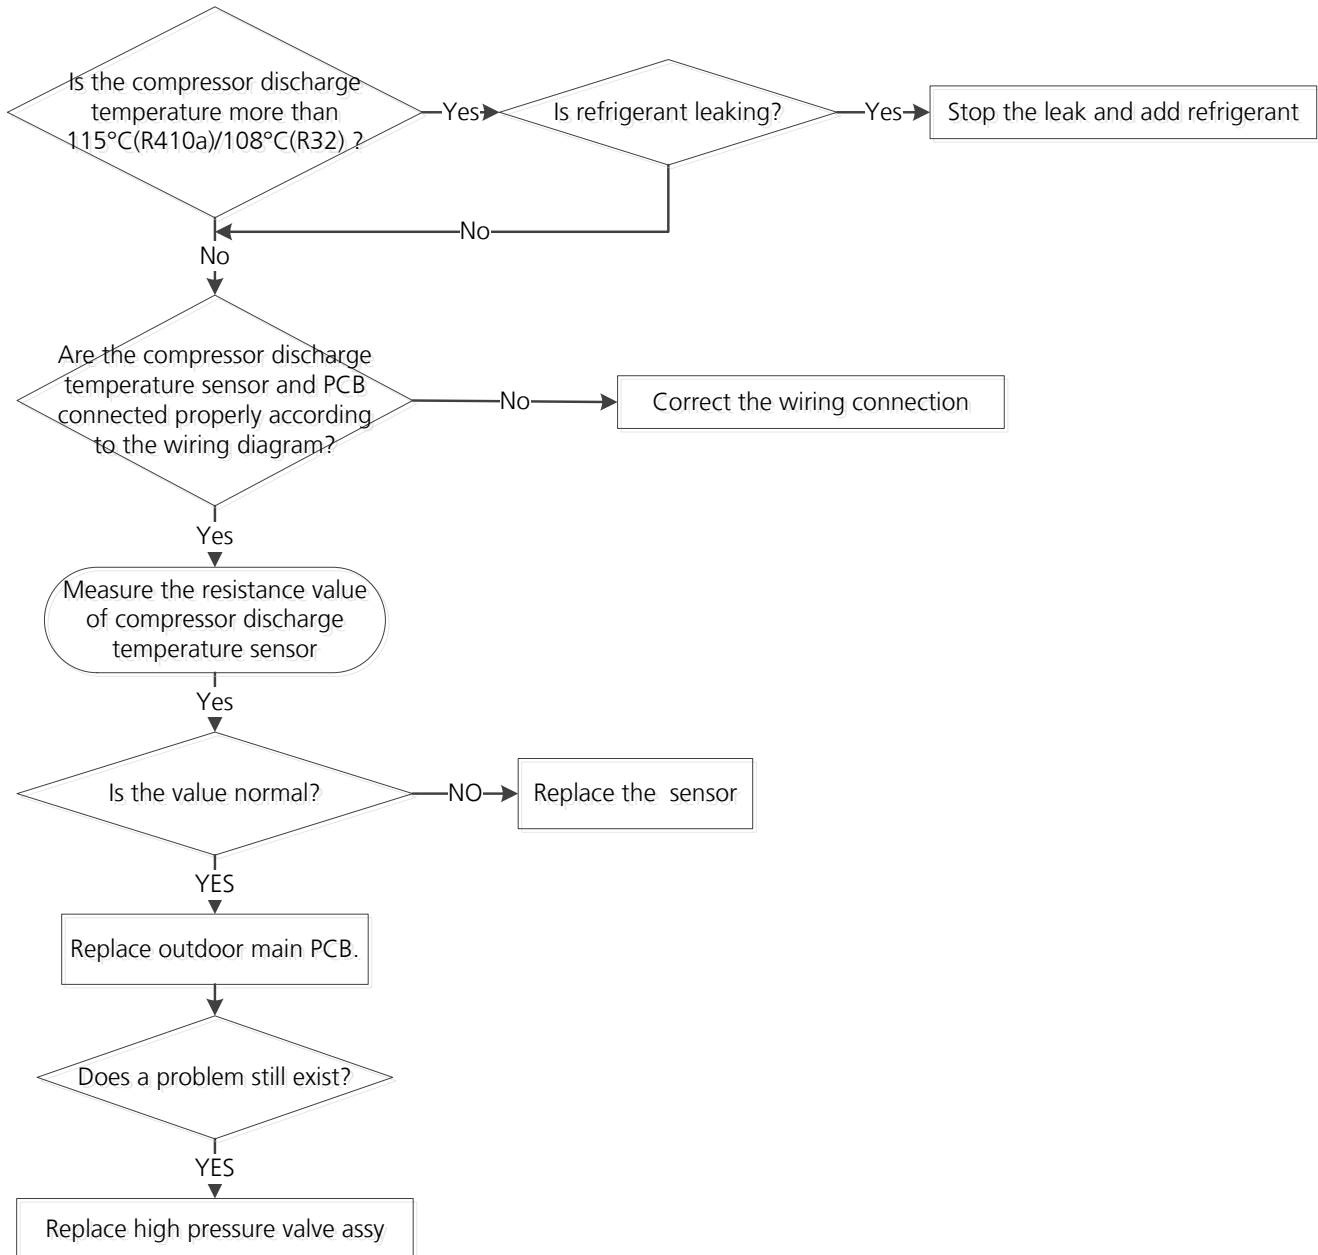 Is the compressor discharge
temperature more than
115°C(R410a)/108°C(R32) ?
Yes
Is refrigerant leaking?
Yes
Stop the leak and add refrigerant
No
No
Are the compressor discharge
temperature sensor and PCB
connected properly according
to the wiring diagram?
No
Correct the wiring connection
Yes
Measure the resistance value
of compressor discharge
temperature sensor
Yes
Is the value normal?
NO
Replace the  sensor
YES
Replace outdoor main PCB.
Does a problem still exist?
YES
Replace high pressure valve assy